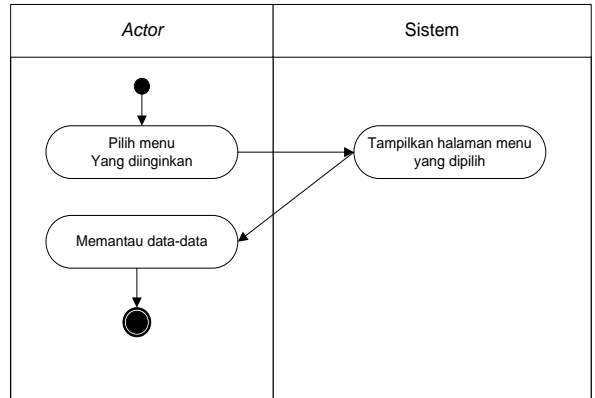 Actor
Sistem
Pilih menu
Yang diinginkan
Tampilkan halaman menu
yang dipilih
Memantau data-data